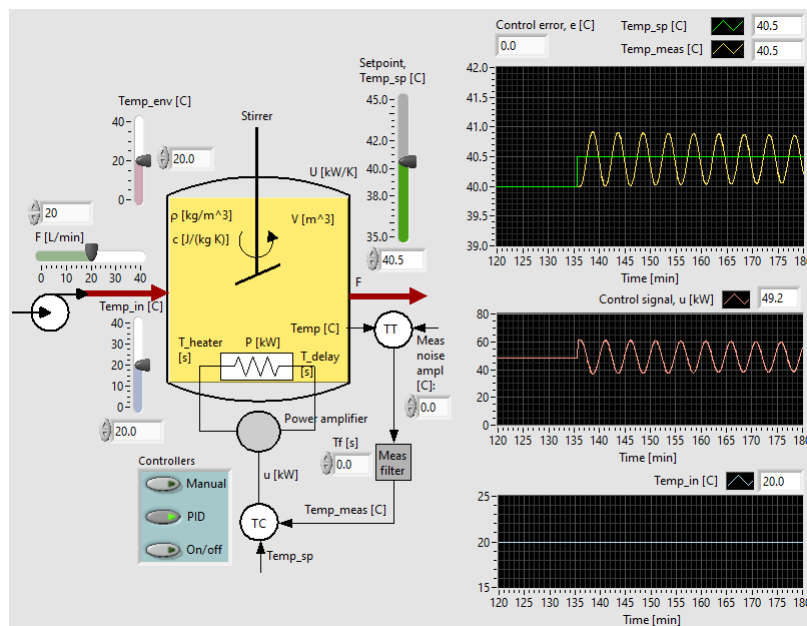 Temp_env [C]
40
20
0
20.0
20
F [L/min]
0 10 20 30 40
Temp_in [C]
40
30
20
10
0
20.0
Stirrer
U [kW/K]
ρ [kg/m^3]
V [m^3]
c [J/(kg K)]
F
Temp [C]
T_heater
[s]
P [kW]
T_delay
[s]
Power amplifier
u [kW]
Setpoint,
Temp_sp [C]
45.0
42.0
40.0
38.0
35.0
40.5
TT
Meas
noise
ampl
[C]:
0.0
Tf [s]
0.0
Meas
filter
Temp_meas [C]
TC
Temp_sp
Controllers
Manual
PID
On/off
Control error, e [C]
0.0
Temp_sp [C]
40.5
Temp_meas [C]
40.5
42.0
41.0
40.5
40.0
39.0
120 125 130 135 140 145 150 155 160 165 170 175 180
Time [min]
Control signal, u [kW]
49.2
80
60
40
20
0
120 125 130 135 140 145 150 155 160 165 170 175 180
Time [min]
Temp_in [C]
20.0
25
20
15
120 125 130 135 140 145 150 155 160 165 170 175 180
Time [min]